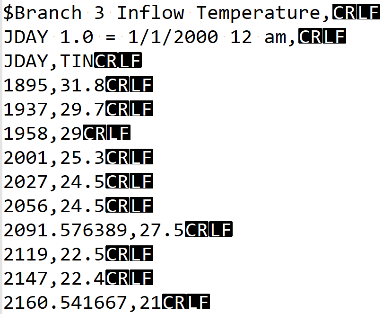 $Branch 3 Inflow Temperature,CRLF
JDAY 1.0 = 1/1/2000 12 am,CRLF
JDAY,TINCRLF
1895,31.8CRLF
1937,29.7CRLF
1958,29CRLF
2001,25.3CRLF
2027,24.5CRLF
2056,24.5CRLF
2091.576389,27.5CRLF
2119,22.5CRLF
2147,22.4CRLF
2160.541667,21CRLF